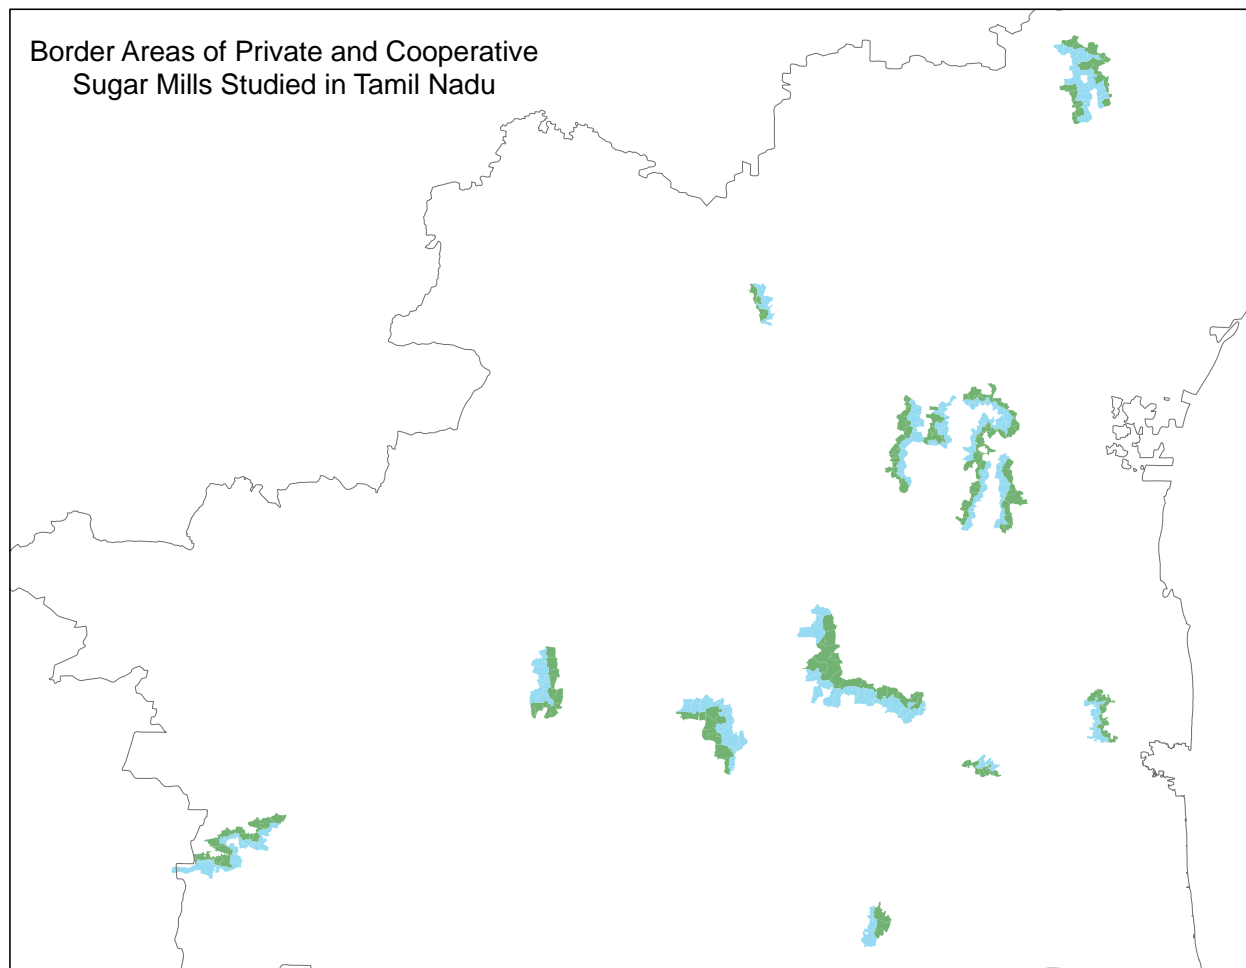 Border Areas of Private and Cooperative
Sugar Mills Studied in Tamil Nadu